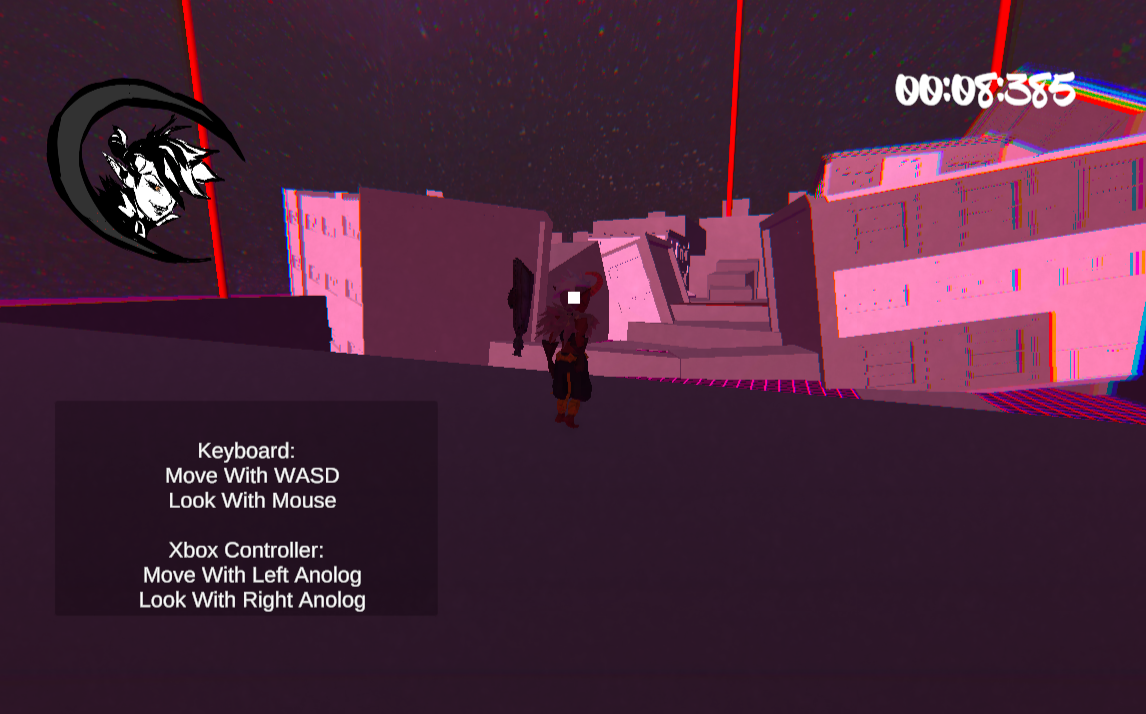 00:08:385
Keyboard:
Move With WASD
Look With Mouse
Xbox Controller:
Move With Left Anolog
Look With Right Anolog